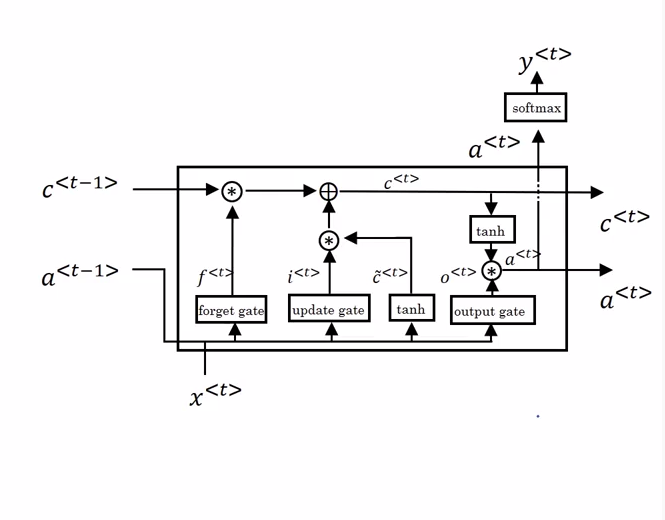 y<t>
softmax
a<t>
c<t−1>
c<t>
c<t>
tanh
a<t−1>
f<t>
i<t>
c̃<t>
o<t>
a<t>
a<t>
forget gate
update gate
tanh
output gate
x<t>